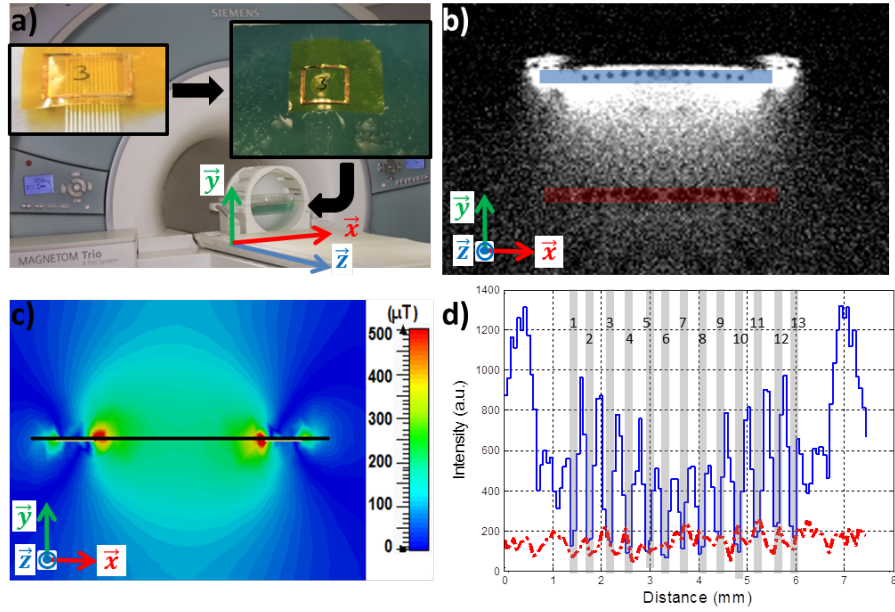 a)
SIEMENS
3
3
y
x
z
MAGNETOM Trio
A Tim System
b)
y
z
x
c)
(µT)
500
400
300
200
100
0
y
z
x
d)
1400
1200
1000
800
600
400
200
0
Intensity (a.u.)
1 3 5 7 9 11 13
2 4 6 8 10 12
0 1 2 3 4 5 6 7 8
Distance (mm)